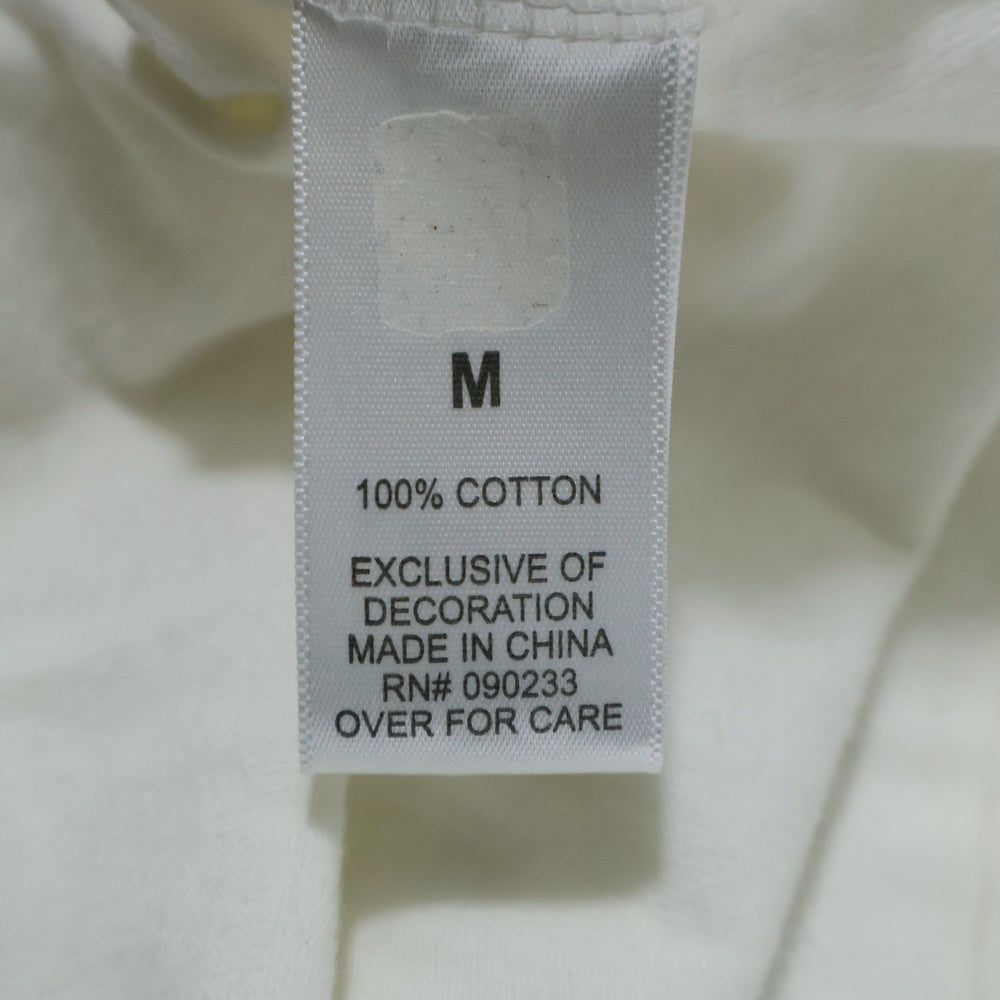 M
100% COTTON
EXCLUSIVE OF
DECORATION
MADE IN CHINA
RN# 090233
OVER FOR CARE